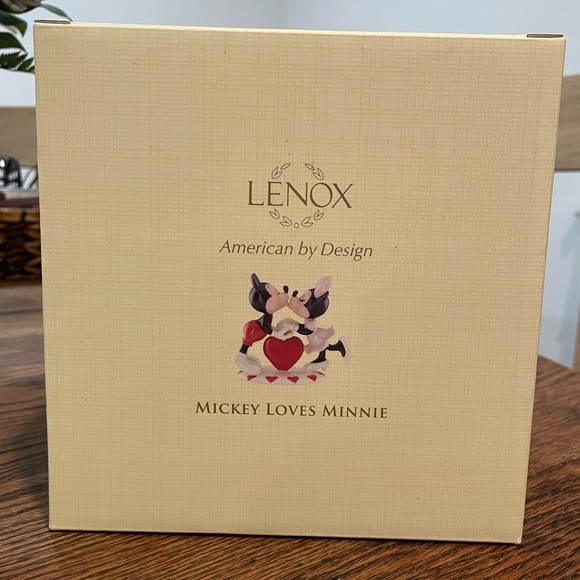 LENOX
American by Design
MICKEY LOVES MINNIE